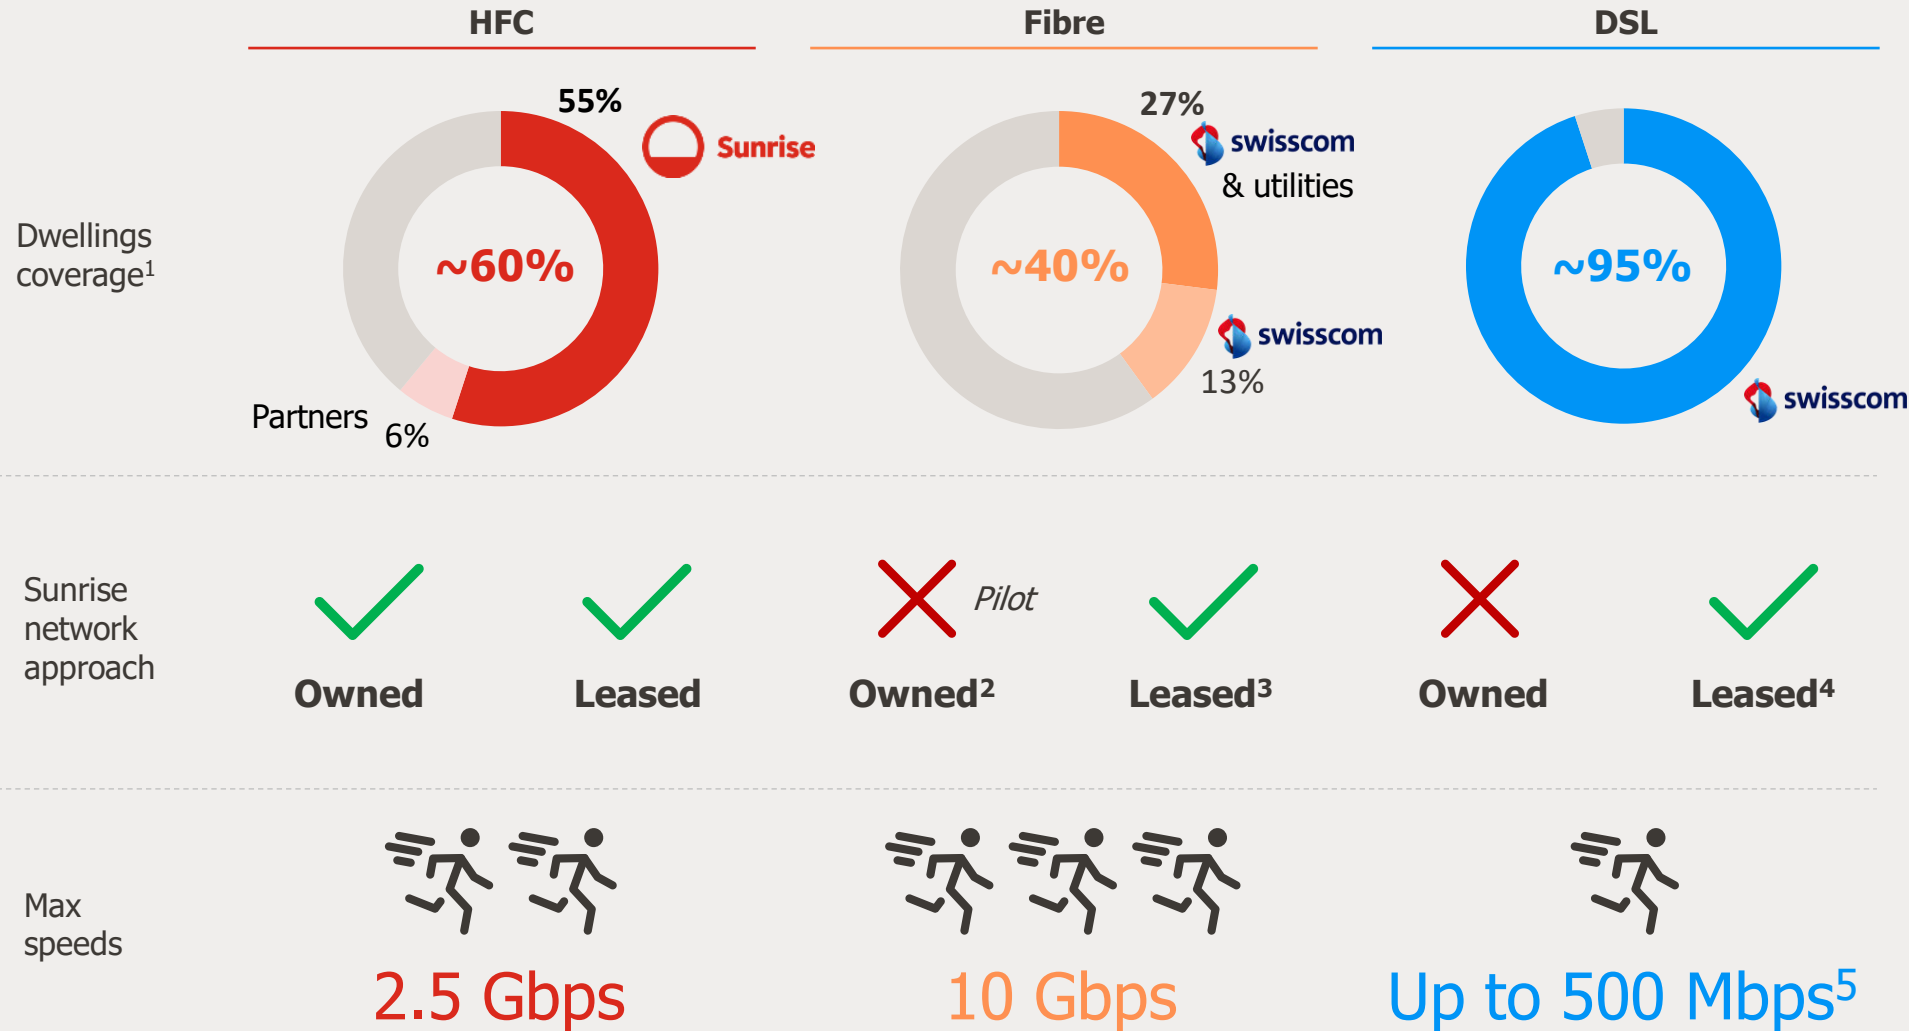 HFC
Fibre
DSL
Dwellings
coverage¹
55%
Sunrise
~60%
Partners
6%
27%
swisscom
& utilities
~40%
swisscom
13%
~95%
swisscom
Sunrise
network
approach
Owned
Leased
Pilot
Owned²
Leased³
Owned
Leased⁴
Max
speeds
2.5 Gbps
10 Gbps
Up to 500 Mbps⁵